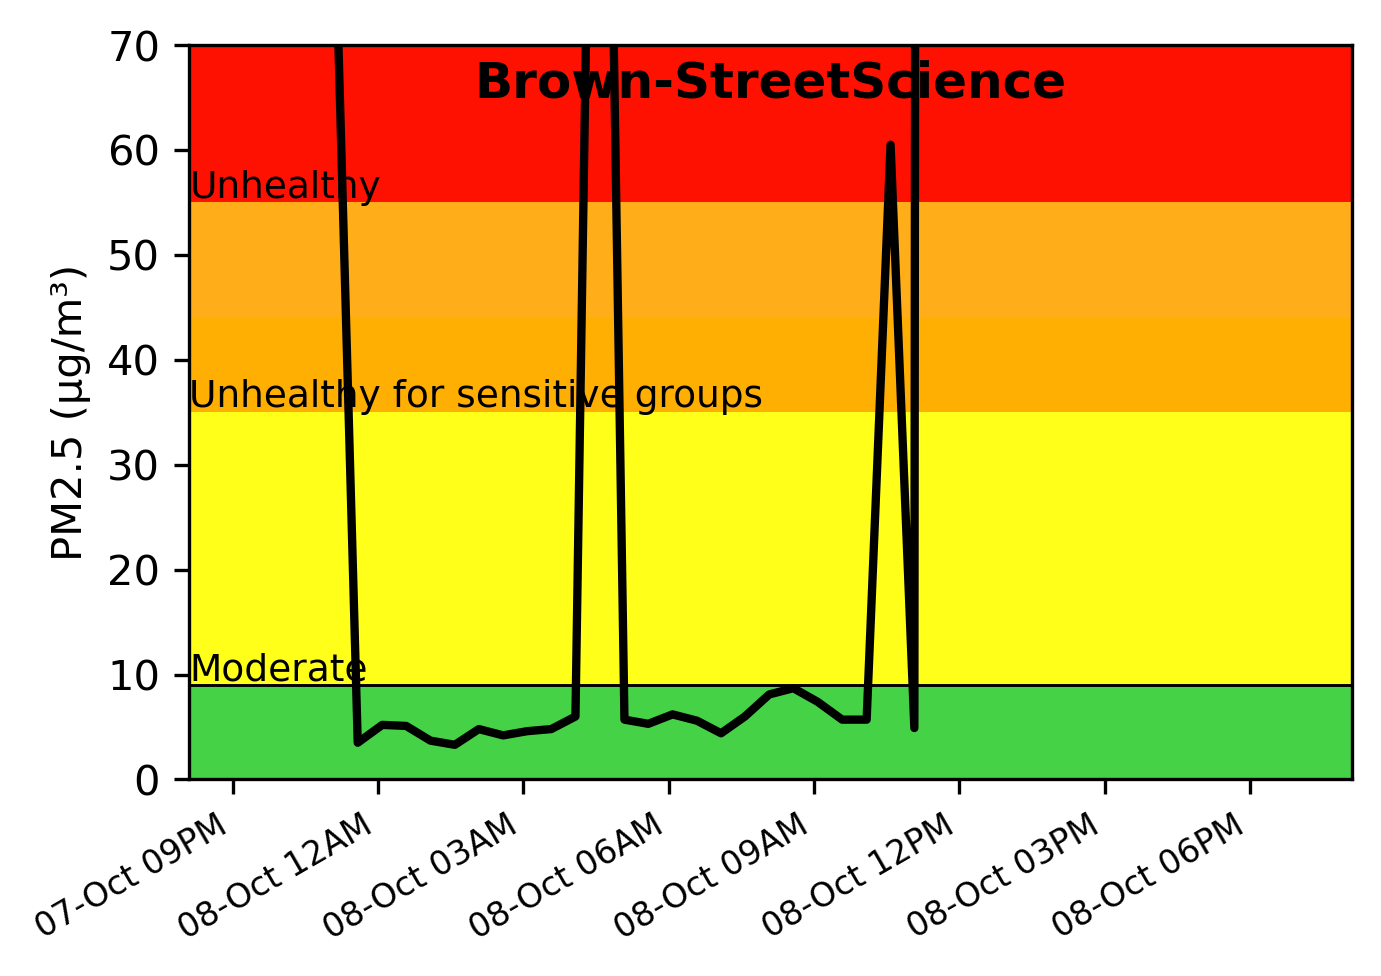 Brown-StreetScience
PM2.5 (µg/m³)
70
60
50
40
30
20
10
0
Unhealthy
Unhealthy for sensitive groups
Moderate
07-Oct 09PM
08-Oct 12AM
08-Oct 03AM
08-Oct 06AM
08-Oct 09AM
08-Oct 12PM
08-Oct 03PM
08-Oct 06PM